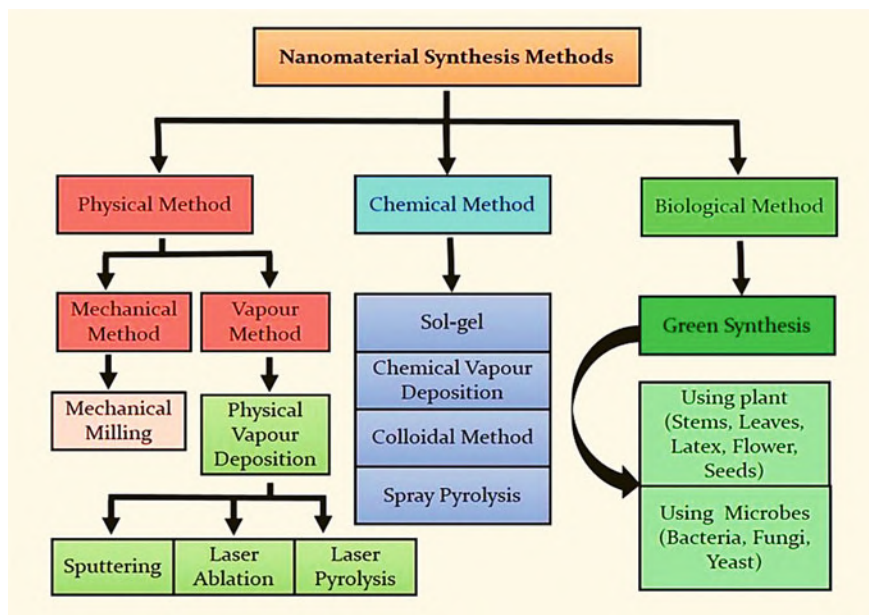 Nanomaterial Synthesis Methods
Physical Method
Chemical Method
Biological Method
Mechanical
Method
Vapour
Method
Mechanical
Milling
Physical
Vapour
Deposition
Sputtering
Laser
Ablation
Laser
Pyrolysis
Sol-gel
Chemical Vapour
Deposition
Colloidal Method
Spray Pyrolysis
Green Synthesis
Using plant
(Stems, Leaves,
Latex, Flower,
Seeds)
Using Microbes
(Bacteria, Fungi,
Yeast)